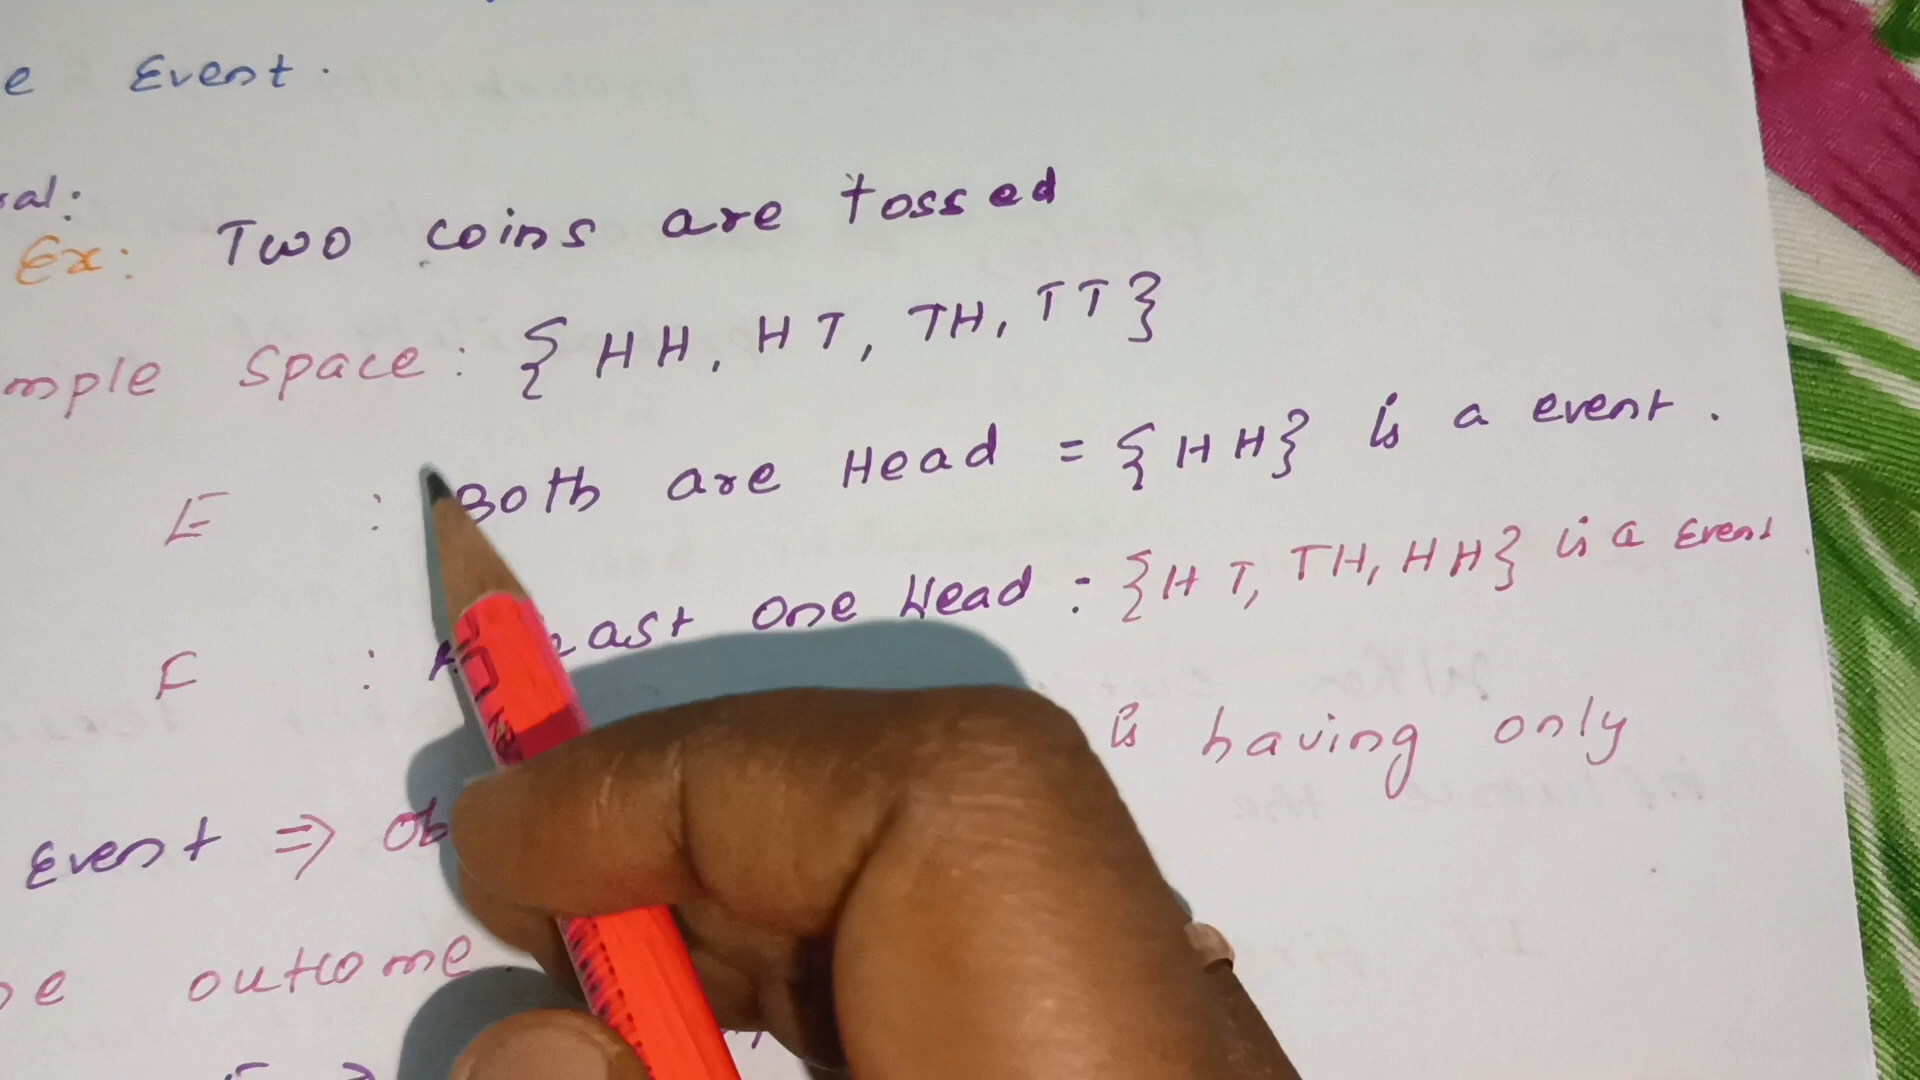 e Event.
al:
Ex: Two coins are tossed
mple Space: {HH, HT, TH, TT}
E : Both are Head = {HH} is a event.
F : ast one Head : {HT, TH, HH} is a Event.
is having only
Event => Ob
e outcome